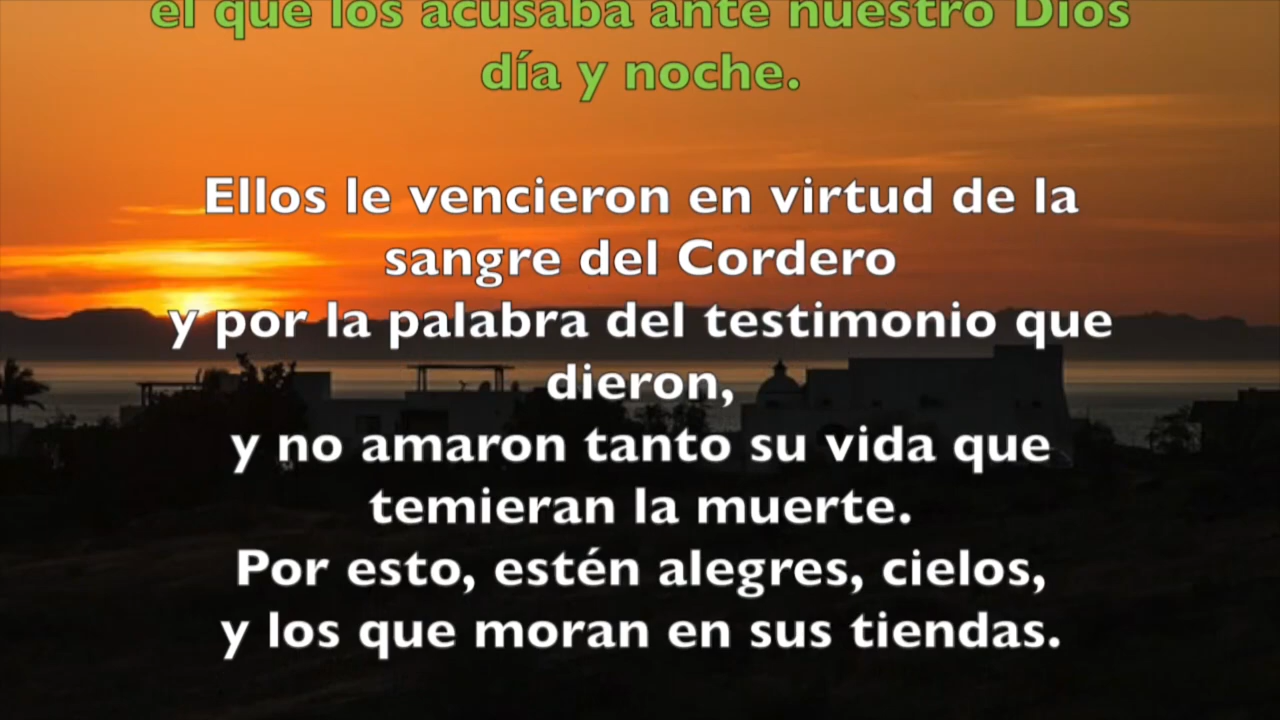 el que los acusaba ante nuestro Dios
día y noche.
Ellos le vencieron en virtud de la
sangre del Cordero
y por la palabra del testimonio que
dieron,
y no amaron tanto su vida que
temieran la muerte.
Por esto, estén alegres, cielos,
y los que moran en sus tiendas.